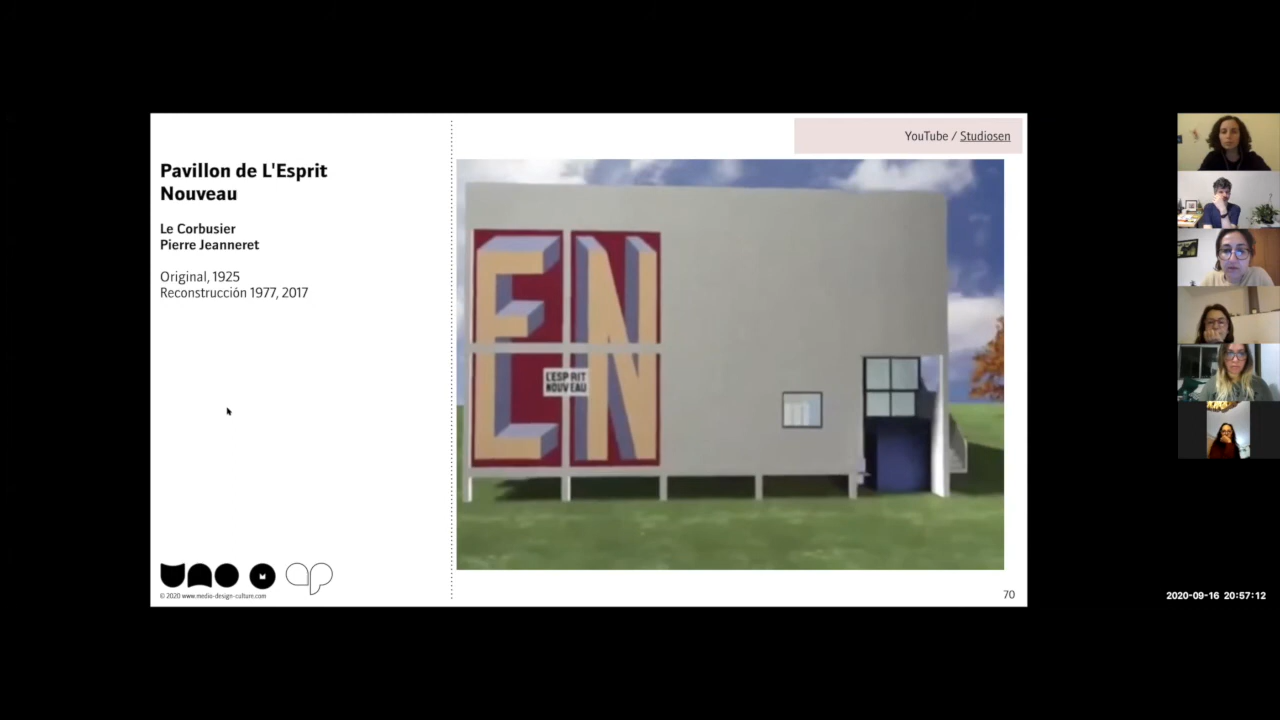 YouTube / Studiosen
Pavillon de L'Esprit
Nouveau
Le Corbusier
Pierre Jeanneret
Original, 1925
Reconstrucción 1977, 2017
EN
L'ESPRIT
NOUVEAU
© 2020 www.medio-design-culture.com
70
2020-09-16 20:57:12